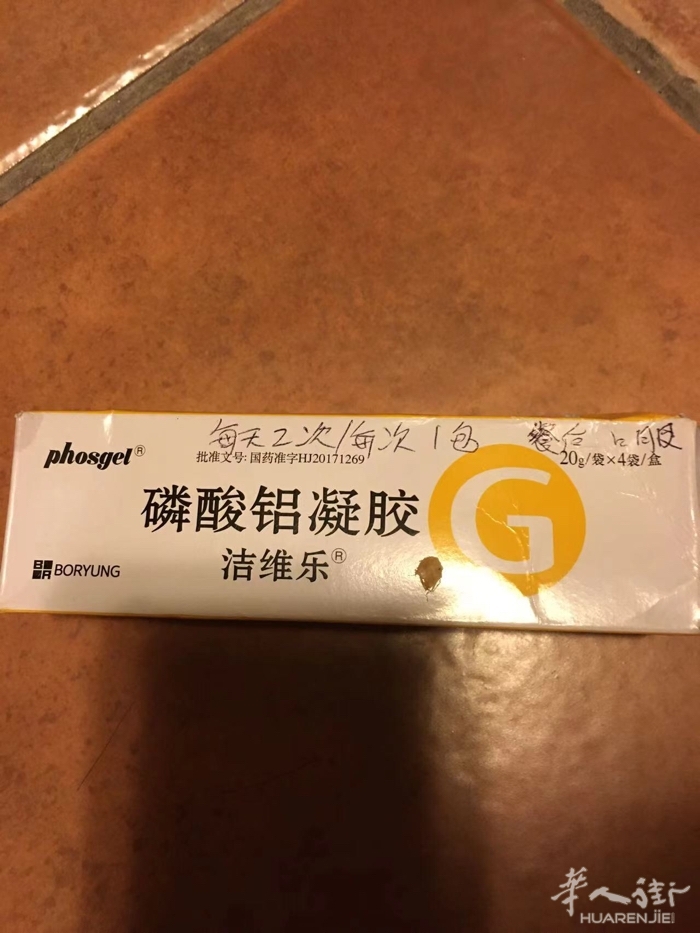 每天2次/每次1包 餐后 口服
phosgel®
批准文号: 国药准字HJ20171269
20g/袋×4袋/盒
磷酸铝凝胶
G
洁维乐®
BORYUNG
華人街
HUARENJIE